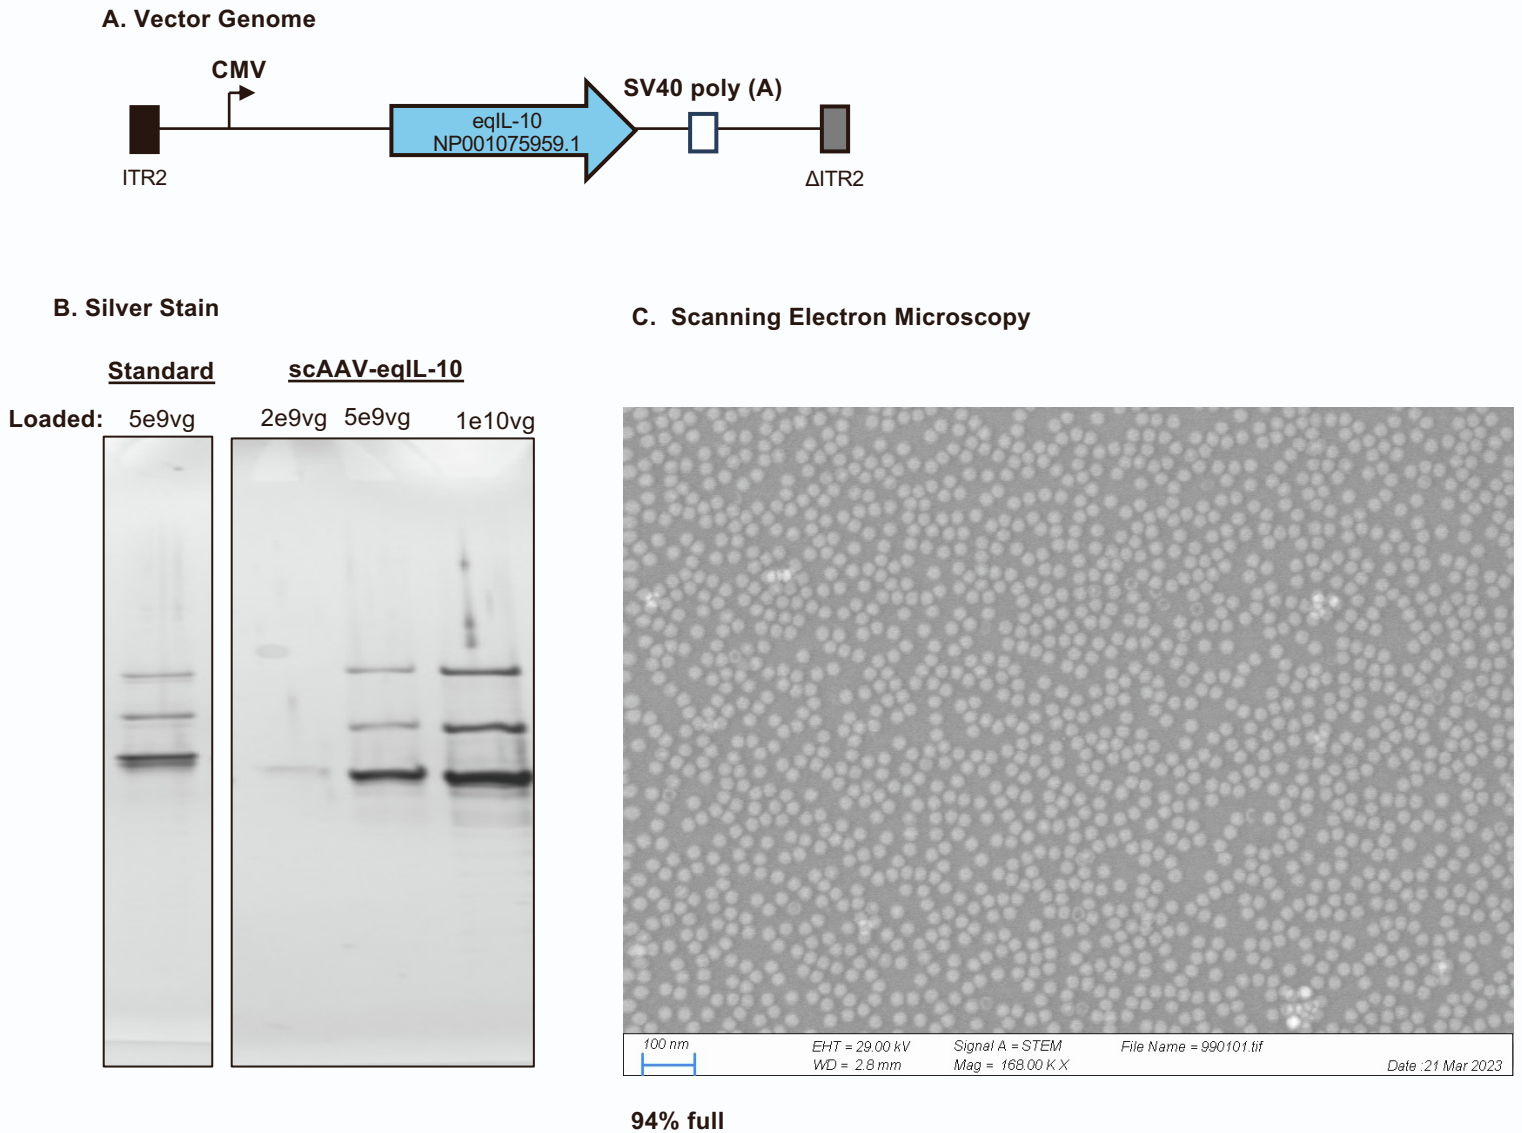 A. Vector Genome
CMV
SV40 poly (A)
eqIL-10
NP001075959.1
ITR2
ΔITR2
B. Silver Stain
C. Scanning Electron Microscopy
Standard
scAAV-eqIL-10
Loaded: 5e9vg 2e9vg 5e9vg 1e10vg
100 nm
EHT = 29.00 kV Signal A = STEM File Name = 990101.tif
WD = 2.8 mm Mag = 168.00 K X Date :21 Mar 2023
94% full